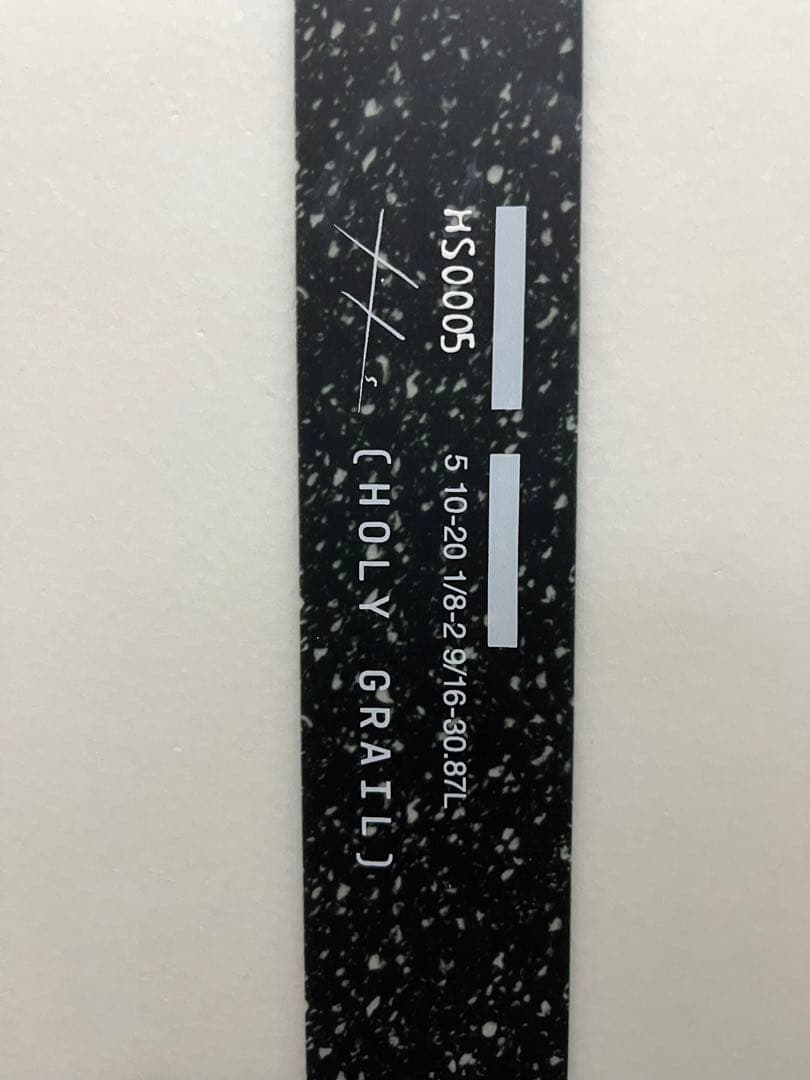 HS0005
5 10-20 1/8-2 9/16-30.87L
(HOLY GRAIL)